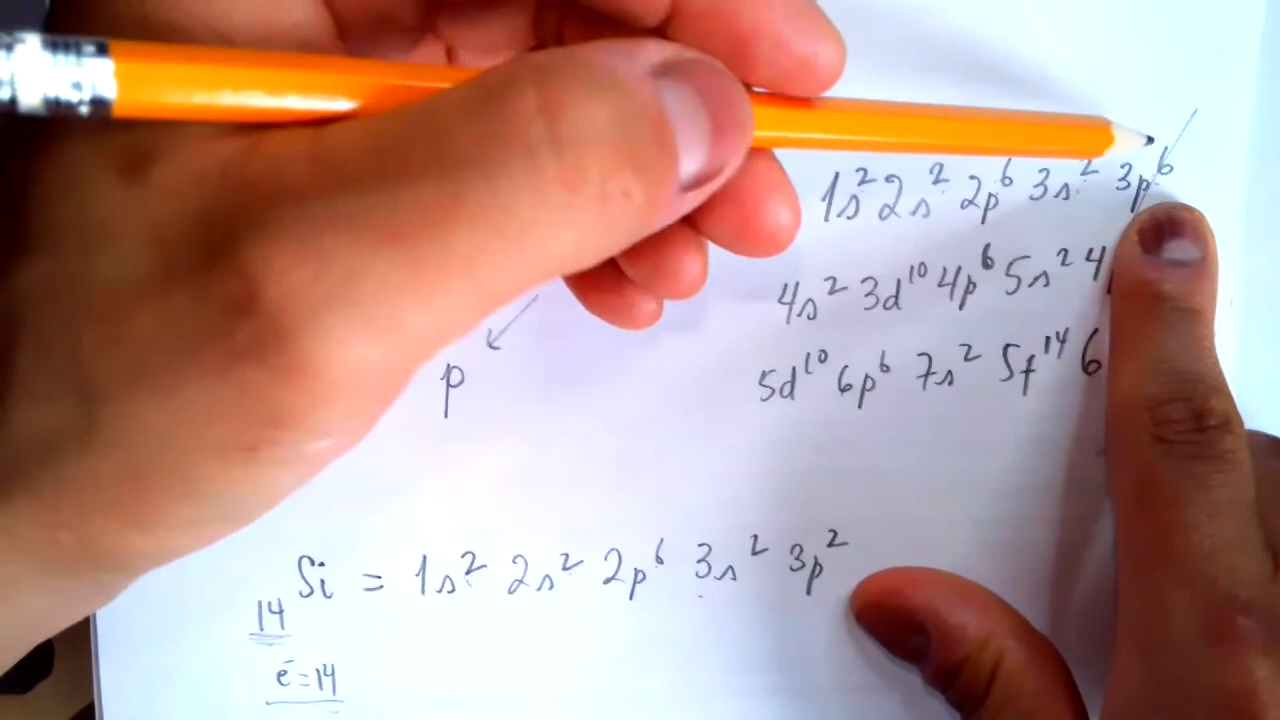 1s² 2s² 2p⁶ 3s² 3p⁶
4s² 3d¹⁰ 4p⁶ 5s² 4
5d¹⁰ 6p⁶ 7s² 5f¹⁴ 6
p
Si = 1s² 2s² 2p⁶ 3s² 3p²
14
e⁻=14